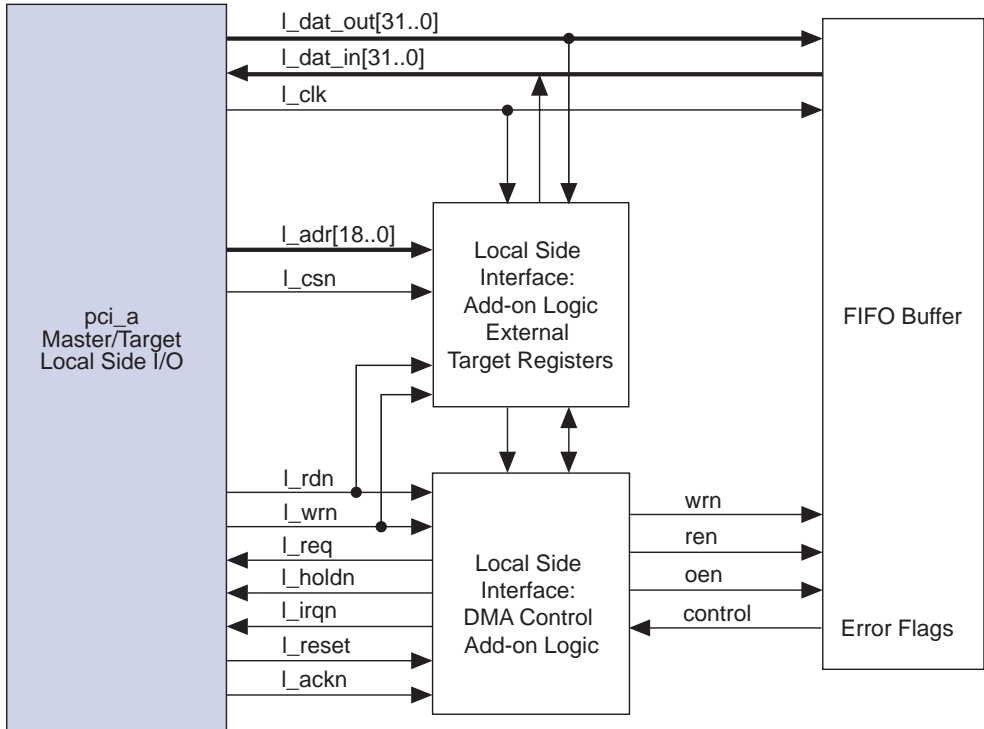 l_dat_out[31..0]
l_dat_in[31..0]
l_clk
l_adr[18..0]
l_csn
pci_a
Master/Target
Local Side I/O
Local Side
Interface:
Add-on Logic
External
Target Registers
FIFO Buffer
l_rdn
l_wrn
l_req
l_holdn
l_irqn
l_reset
l_ackn
Local Side
Interface:
DMA Control
Add-on Logic
wrn
ren
oen
control
Error Flags